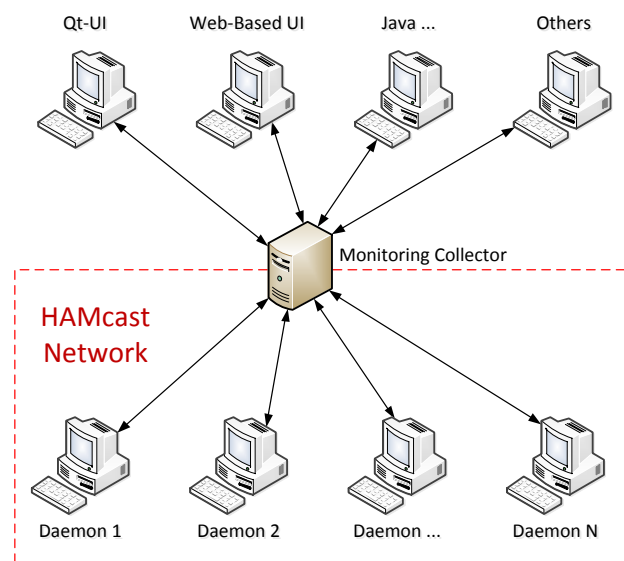 Qt-UI
Web-Based UI
Java ...
Others
Monitoring Collector
HAMcast
Network
Daemon 1
Daemon 2
Daemon ...
Daemon N